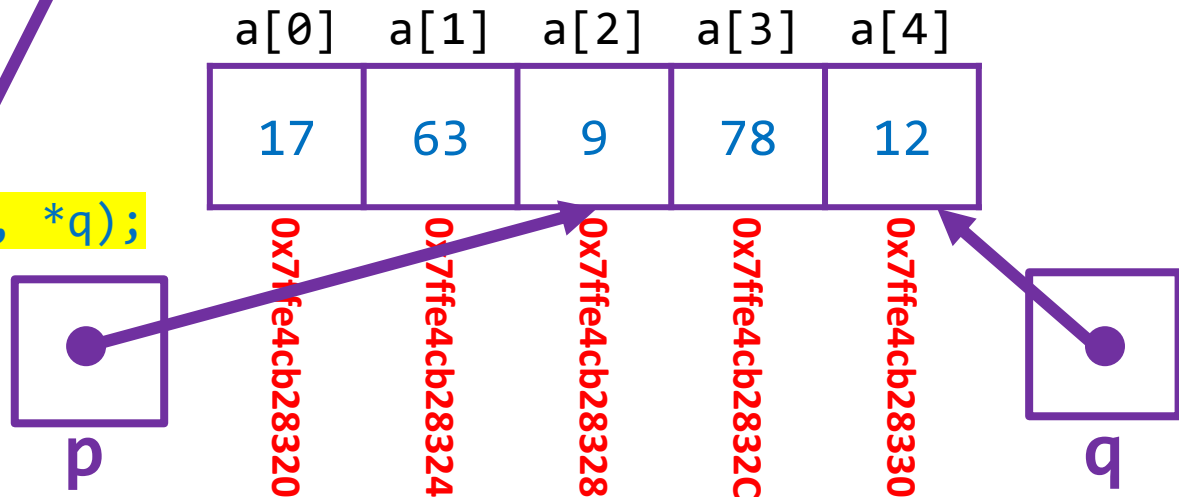 a[0] a[1] a[2] a[3] a[4]
17 63 9 78 12
, *q);
0x7ffe4cb28320
0x7ffe4cb28324
0x7ffe4cb28328
0x7ffe4cb2832C
0x7ffe4cb28330
p
q